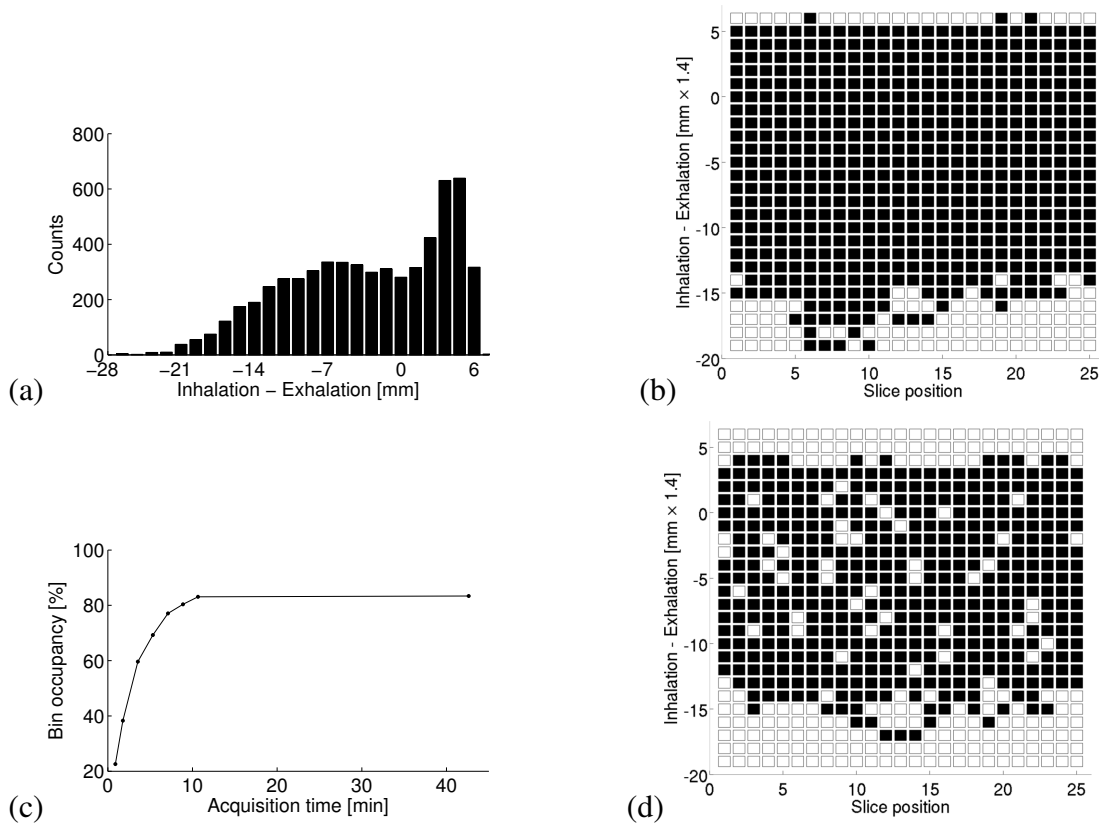 800
600
400
200
0
Counts
−28 −21 −14 −7 0 6
Inhalation − Exhalation [mm]
(a)
5
0
-5
-10
-15
-20
Inhalation - Exhalation [mm × 1.4]
0 5 10 15 20 25
Slice position
(b)
100
80
60
40
20
Bin occupancy [%]
0 10 20 30 40
Acquisition time [min]
(c)
5
0
-5
-10
-15
-20
Inhalation - Exhalation [mm × 1.4]
0 5 10 15 20 25
Slice position
(d)